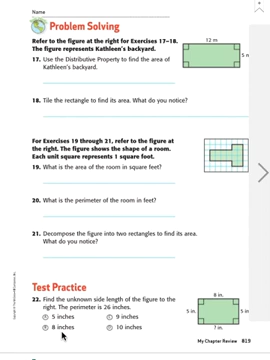 Name
Problem Solving
Refer to the figure at the right for Exercises 17–18.
The figure represents Kathleen's backyard.
12 m
5 m
17. Use the Distributive Property to find the area of
Kathleen's backyard.
18. Tile the rectangle to find its area. What do you notice?
For Exercises 19 through 21, refer to the figure at
the right. The figure shows the shape of a room.
Each unit square represents 1 square foot.
19. What is the area of the room in square feet?
20. What is the perimeter of the room in feet?
21. Decompose the figure into two rectangles to find its area.
What do you notice?
Test Practice
22. Find the unknown side length of the figure to the
right. The perimeter is 26 inches.
A 5 inches
C 9 inches
B 8 inches
D 10 inches
8 in.
5 in.
5 in
? in.
My Chapter Review 819